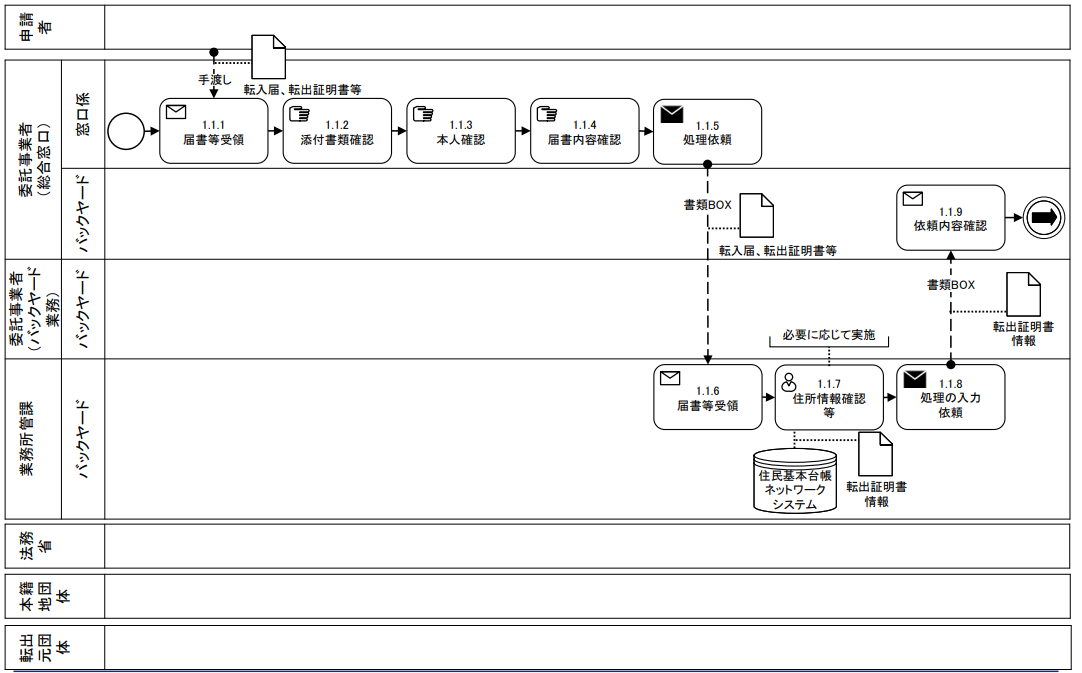 申請
者
手渡し
転入届、転出証明書等
委託事業者
（総合窓口）
窓口係
1.1.1
届書等受領
1.1.2
添付書類確認
1.1.3
本人確認
1.1.4
届書内容確認
1.1.5
処理依頼
バックヤード
書類BOX
転入届、転出証明書等
1.1.9
依頼内容確認
委託事業者
（バックヤード
業務）
バックヤード
書類BOX
転出証明書
情報
必要に応じて実施
業務所管課
バックヤード
1.1.6
届書等受領
1.1.7
住所情報確認
等
1.1.8
処理の入力
依頼
住民基本台帳
ネットワーク
システム
転出証明書
情報
法務
省
本籍
地団
体
転出
元団
体